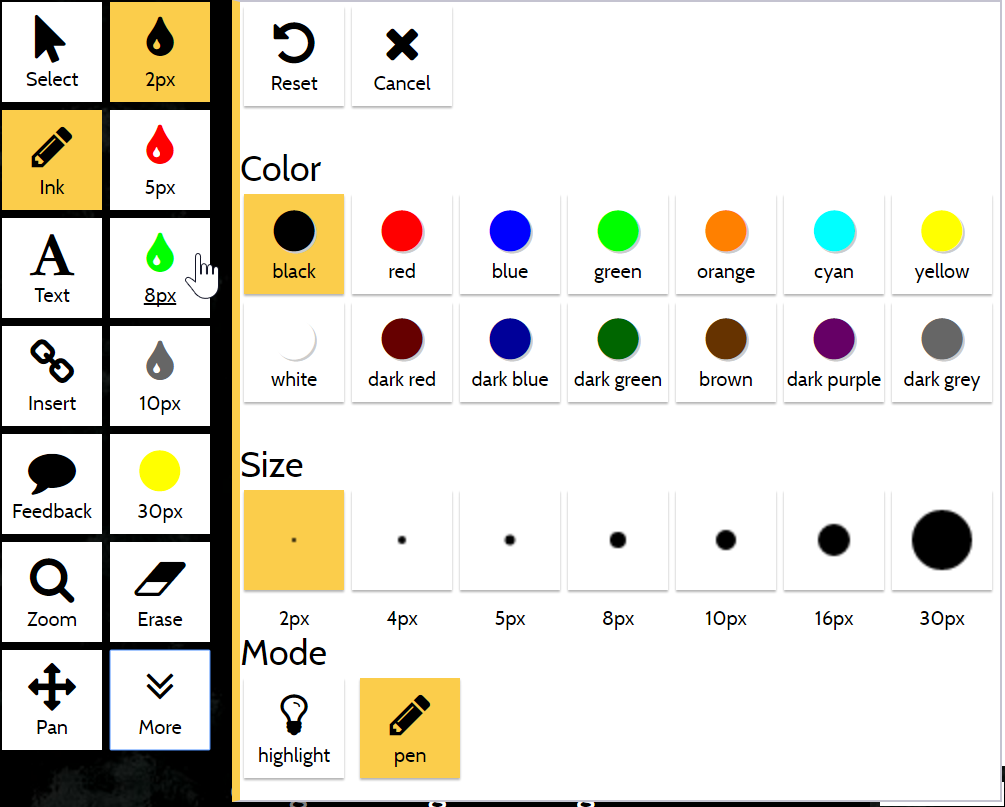 Select
2px
Ink
5px
Text
8px
Insert
10px
Feedback
30px
Zoom
Erase
Pan
More
Reset
Cancel
Color
black
red
blue
green
orange
cyan
yellow
white
dark red
dark blue
dark green
brown
dark purple
dark grey
Size
2px
4px
5px
8px
10px
16px
30px
Mode
highlight
pen